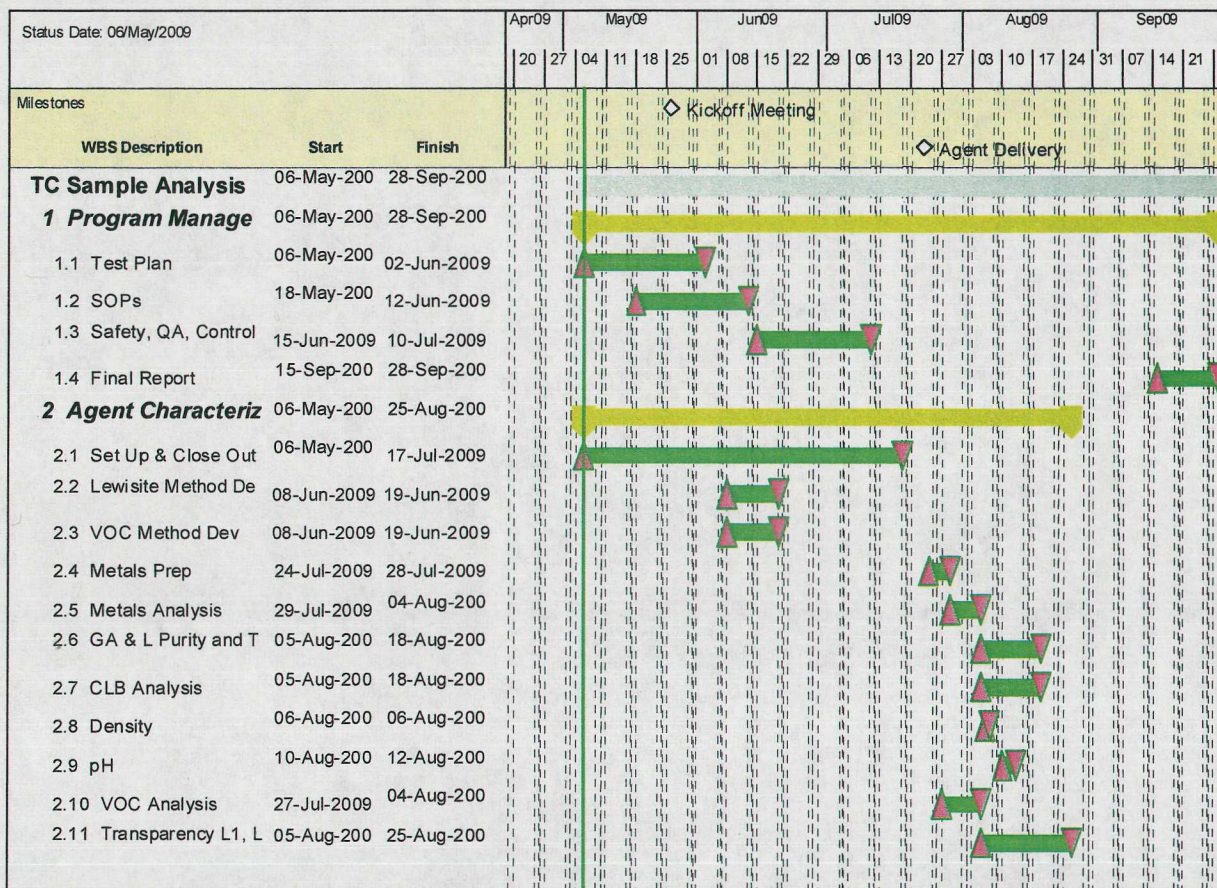 Status Date: 06/May/2009
Apr09 May09 Jun09 Jul09 Aug09 Sep09
20 27 04 11 18 25 01 08 15 22 29 06 13 20 27 03 10 17 24 31 07 14 21
Milestones
Kickoff Meeting
Agent Delivery
WBS Description Start Finish
TC Sample Analysis 06-May-200 28-Sep-200
1 Program Manage 06-May-200 28-Sep-200
1.1 Test Plan 06-May-200 02-Jun-2009
1.2 SOPs 18-May-200 12-Jun-2009
1.3 Safety, QA, Control 15-Jun-2009 10-Jul-2009
1.4 Final Report 15-Sep-200 28-Sep-200
2 Agent Characteriz 06-May-200 25-Aug-200
2.1 Set Up & Close Out 06-May-200 17-Jul-2009
2.2 Lewisite Method De 08-Jun-2009 19-Jun-2009
2.3 VOC Method Dev 08-Jun-2009 19-Jun-2009
2.4 Metals Prep 24-Jul-2009 28-Jul-2009
2.5 Metals Analysis 29-Jul-2009 04-Aug-200
2.6 GA & L Purity and T 05-Aug-200 18-Aug-200
2.7 CLB Analysis 05-Aug-200 18-Aug-200
2.8 Density 06-Aug-200 06-Aug-200
2.9 pH 10-Aug-200 12-Aug-200
2.10 VOC Analysis 27-Jul-2009 04-Aug-200
2.11 Transparency L1, L 05-Aug-200 25-Aug-200